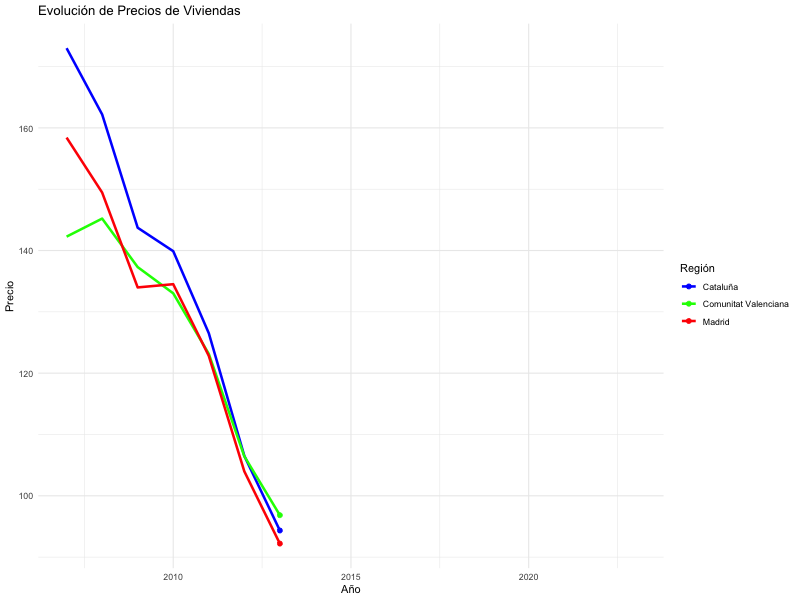 Evolución de Precios de Viviendas
Precio
160
140
120
100
2010
2015
2020
Año
Región
Cataluña
Comunitat Valenciana
Madrid